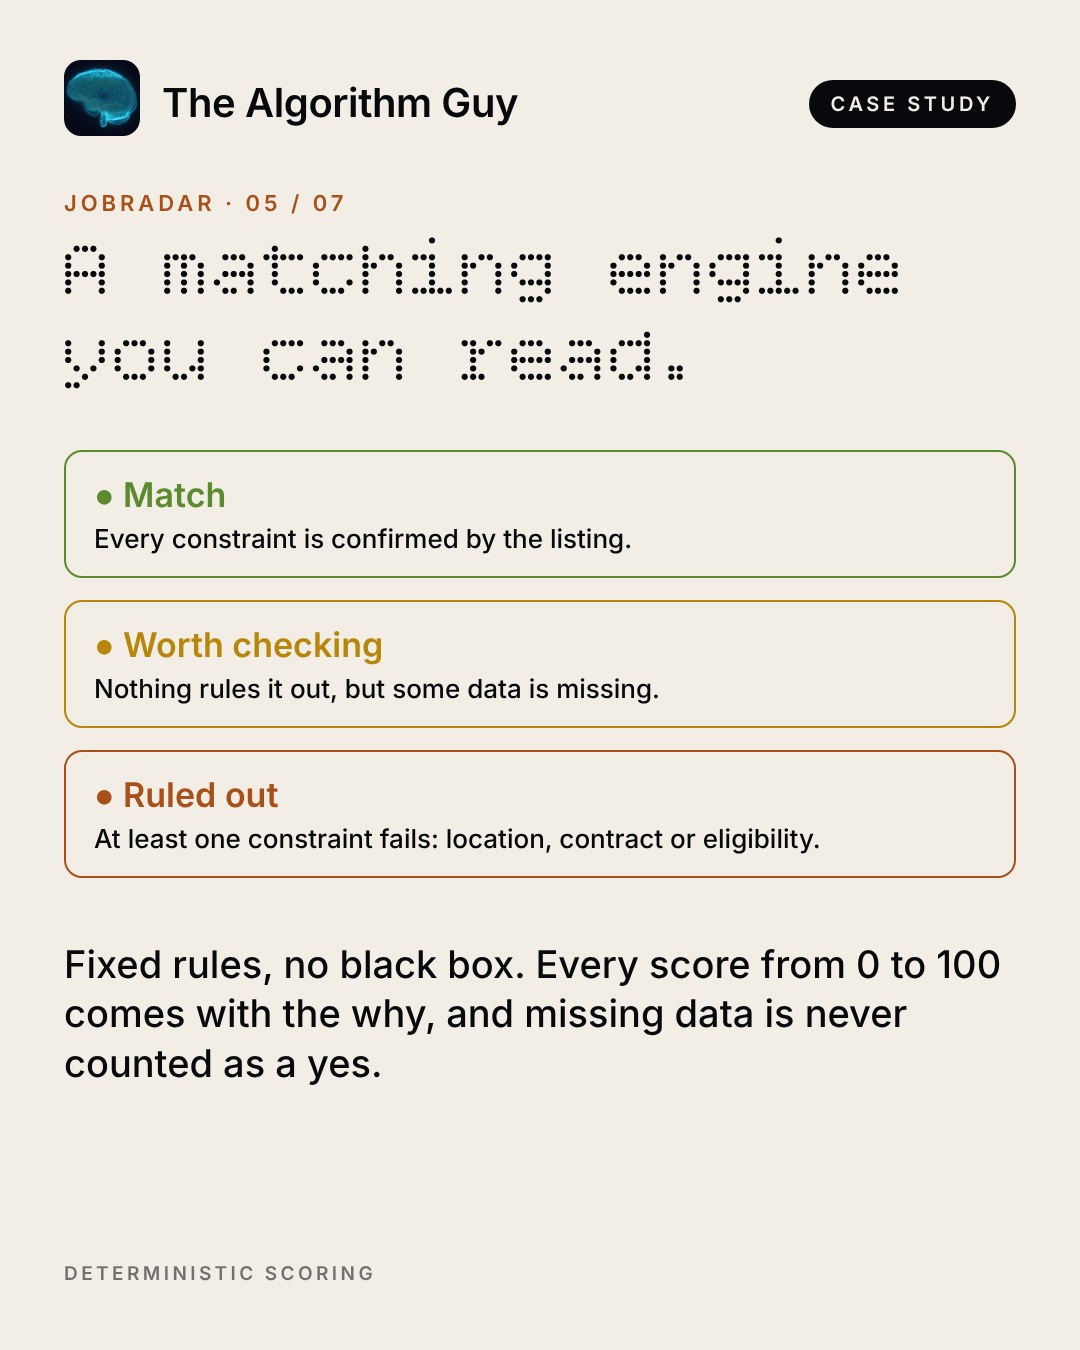 The Algorithm Guy
CASE STUDY
JOBRADAR · 05 / 07
A matching engine
you can read.
● Match
Every constraint is confirmed by the listing.
● Worth checking
Nothing rules it out, but some data is missing.
● Ruled out
At least one constraint fails: location, contract or eligibility.
Fixed rules, no black box. Every score from 0 to 100
comes with the why, and missing data is never
counted as a yes.
DETERMINISTIC SCORING